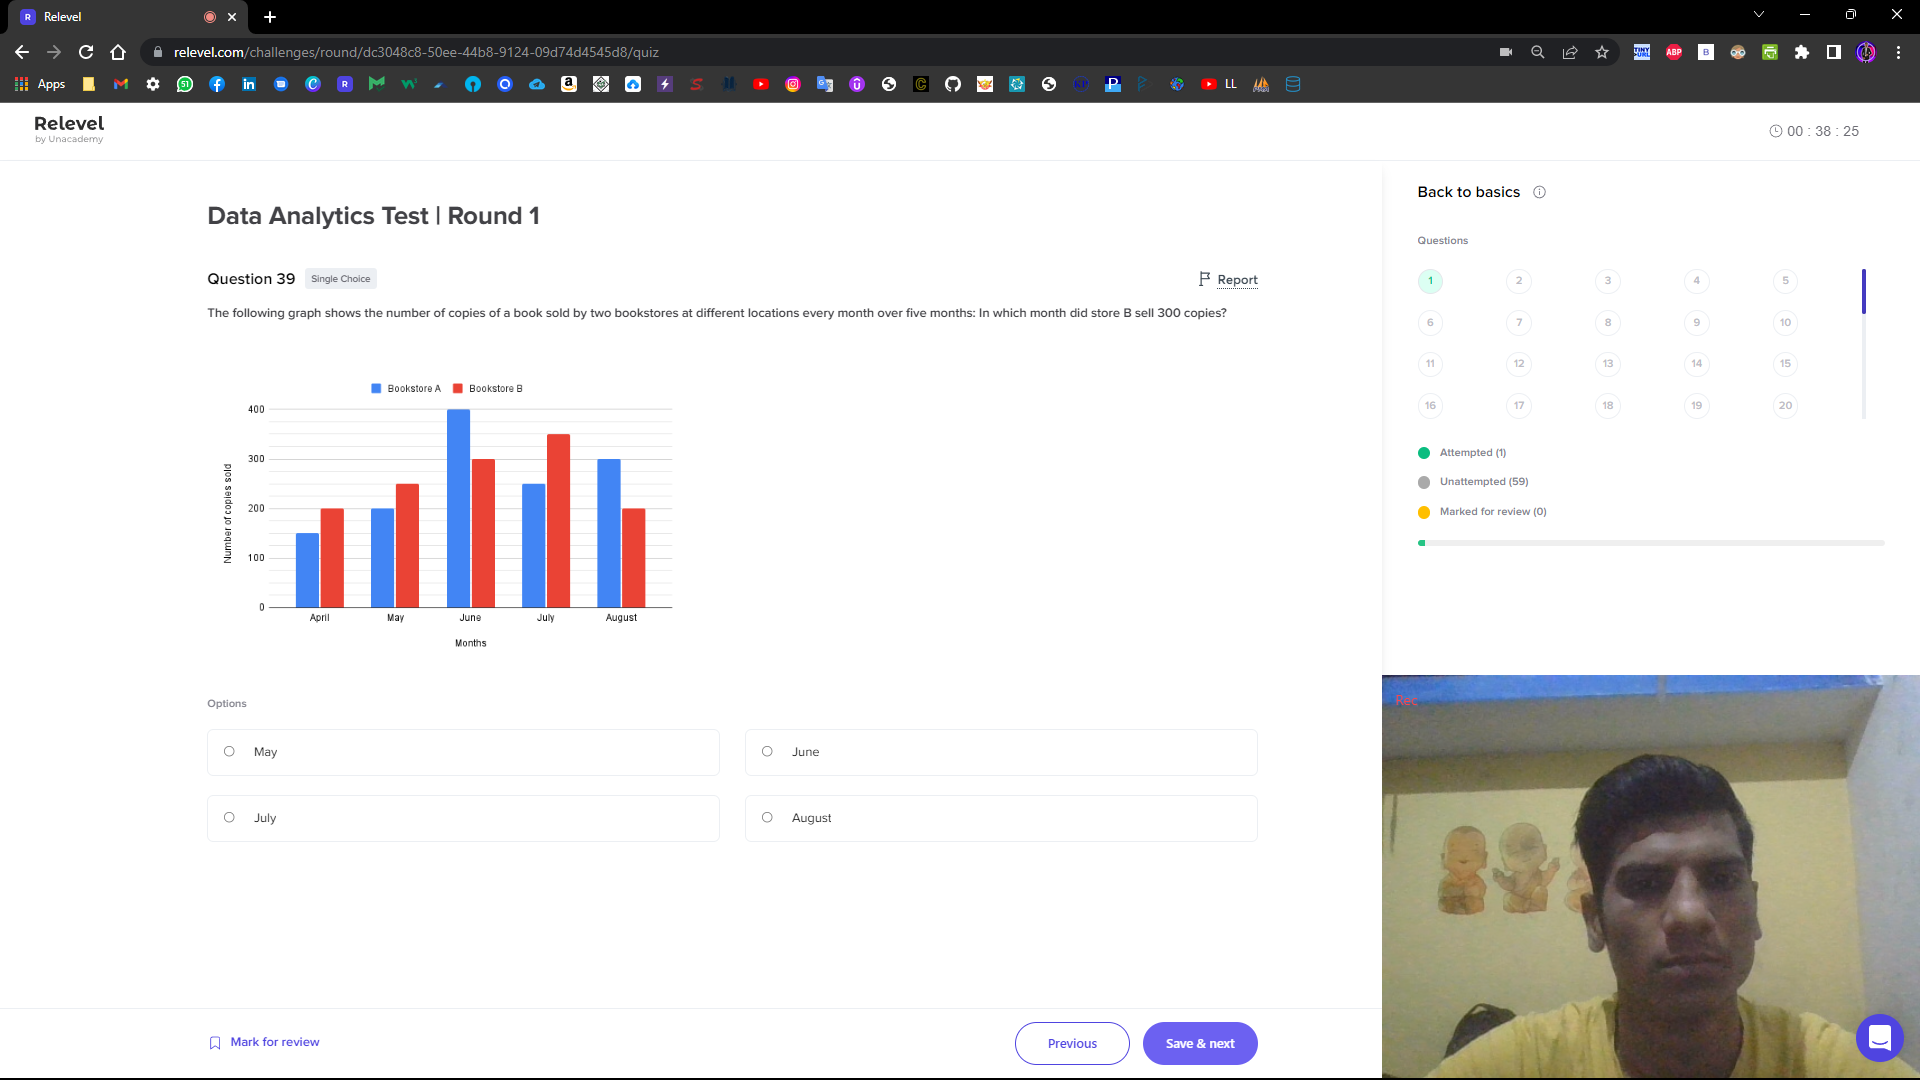 Relevel
relevel.com/challenges/round/dc3048c8-50ee-44b8-9124-09d74d4545d8/quiz
Apps
LL
Relevel
by Unacademy
00 : 38 : 25
Data Analytics Test | Round 1
Question 39 Single Choice
Report
The following graph shows the number of copies of a book sold by two bookstores at different locations every month over five months: In which month did store B sell 300 copies?
Bookstore A Bookstore B
Number of copies sold
400
300
200
100
0
April May June July August
Months
Options
May
June
July
August
Mark for review
Previous
Save & next
Back to basics
Questions
1 2 3 4 5
6 7 8 9 10
11 12 13 14 15
16 17 18 19 20
Attempted (1)
Unattempted (59)
Marked for review (0)
Rec